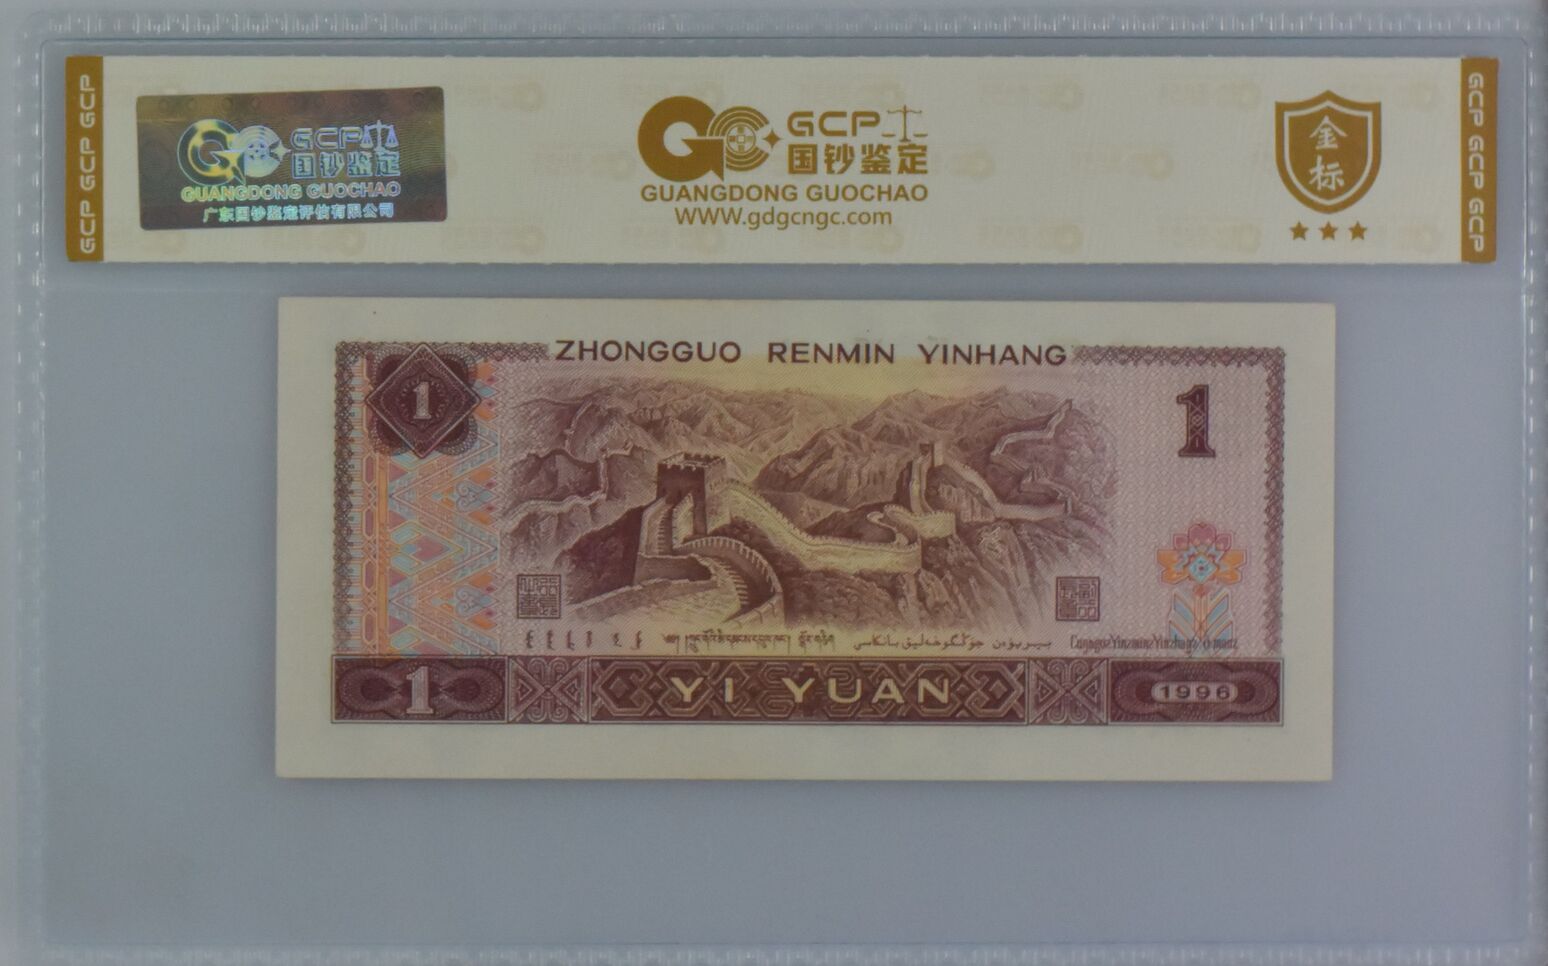 GCP GCP GCP
GCP
国钞鉴定
GUANGDONG GUOCHAO
广东国钞鉴定评估有限公司
GCP
国钞鉴定
GUANGDONG GUOCHAO
WWW.gdgcngc.com
金标
GCP GCP GCP
ZHONGGUO RENMIN YINHANG
1
1
1
YI YUAN
1996